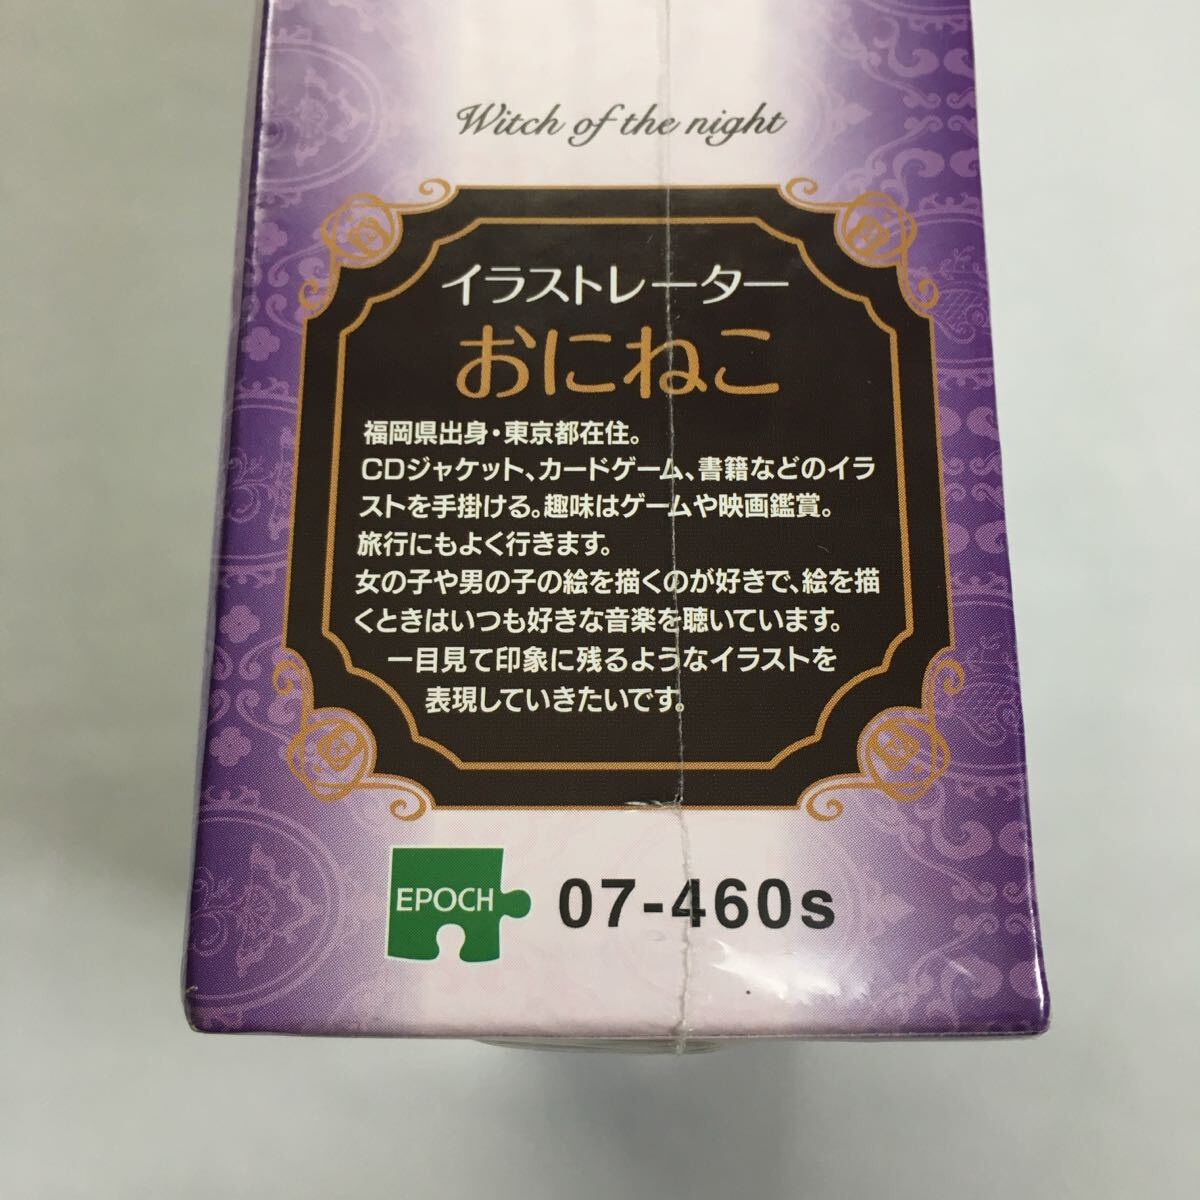 Witch of the night
イラストレーター
おにねこ
福岡県出身・東京都在住。
CDジャケット、カードゲーム、書籍などのイラ
ストを手掛ける。趣味はゲームや映画鑑賞。
旅行にもよく行きます。
女の子や男の子の絵を描くのが好きで、絵を描
くときはいつも好きな音楽を聴いています。
一目見て印象に残るようなイラストを
表現していきたいです。
EPOCH 07-460s